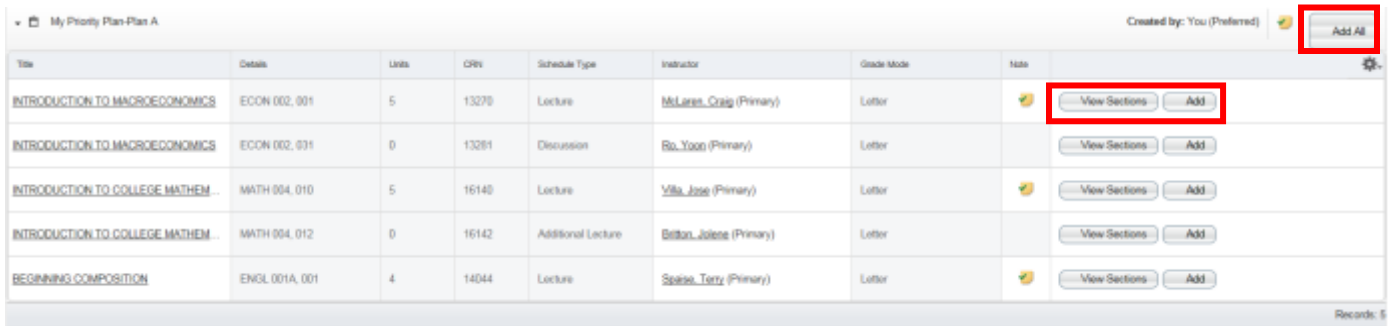 My Priority Plan-Plan A Created by: You (Preferred) Add All
Title Details Units CRN Schedule Type Instructor Grade Mode Note
INTRODUCTION TO MACROECONOMICS ECON 002, 001 5 13270 Lecture McLaren, Craig (Primary) Letter View Sections Add
INTRODUCTION TO MACROECONOMICS ECON 002, 031 0 13281 Discussion Ro, Yoon (Primary) Letter View Sections Add
INTRODUCTION TO COLLEGE MATHEM... MATH 004, 010 5 16140 Lecture Villa, Jose (Primary) Letter View Sections Add
INTRODUCTION TO COLLEGE MATHEM... MATH 004, 012 0 16142 Additional Lecture Britton, Jolene (Primary) Letter View Sections Add
BEGINNING COMPOSITION ENGL 001A, 001 4 14044 Lecture Spaise, Terry (Primary) Letter View Sections Add
Records: 5